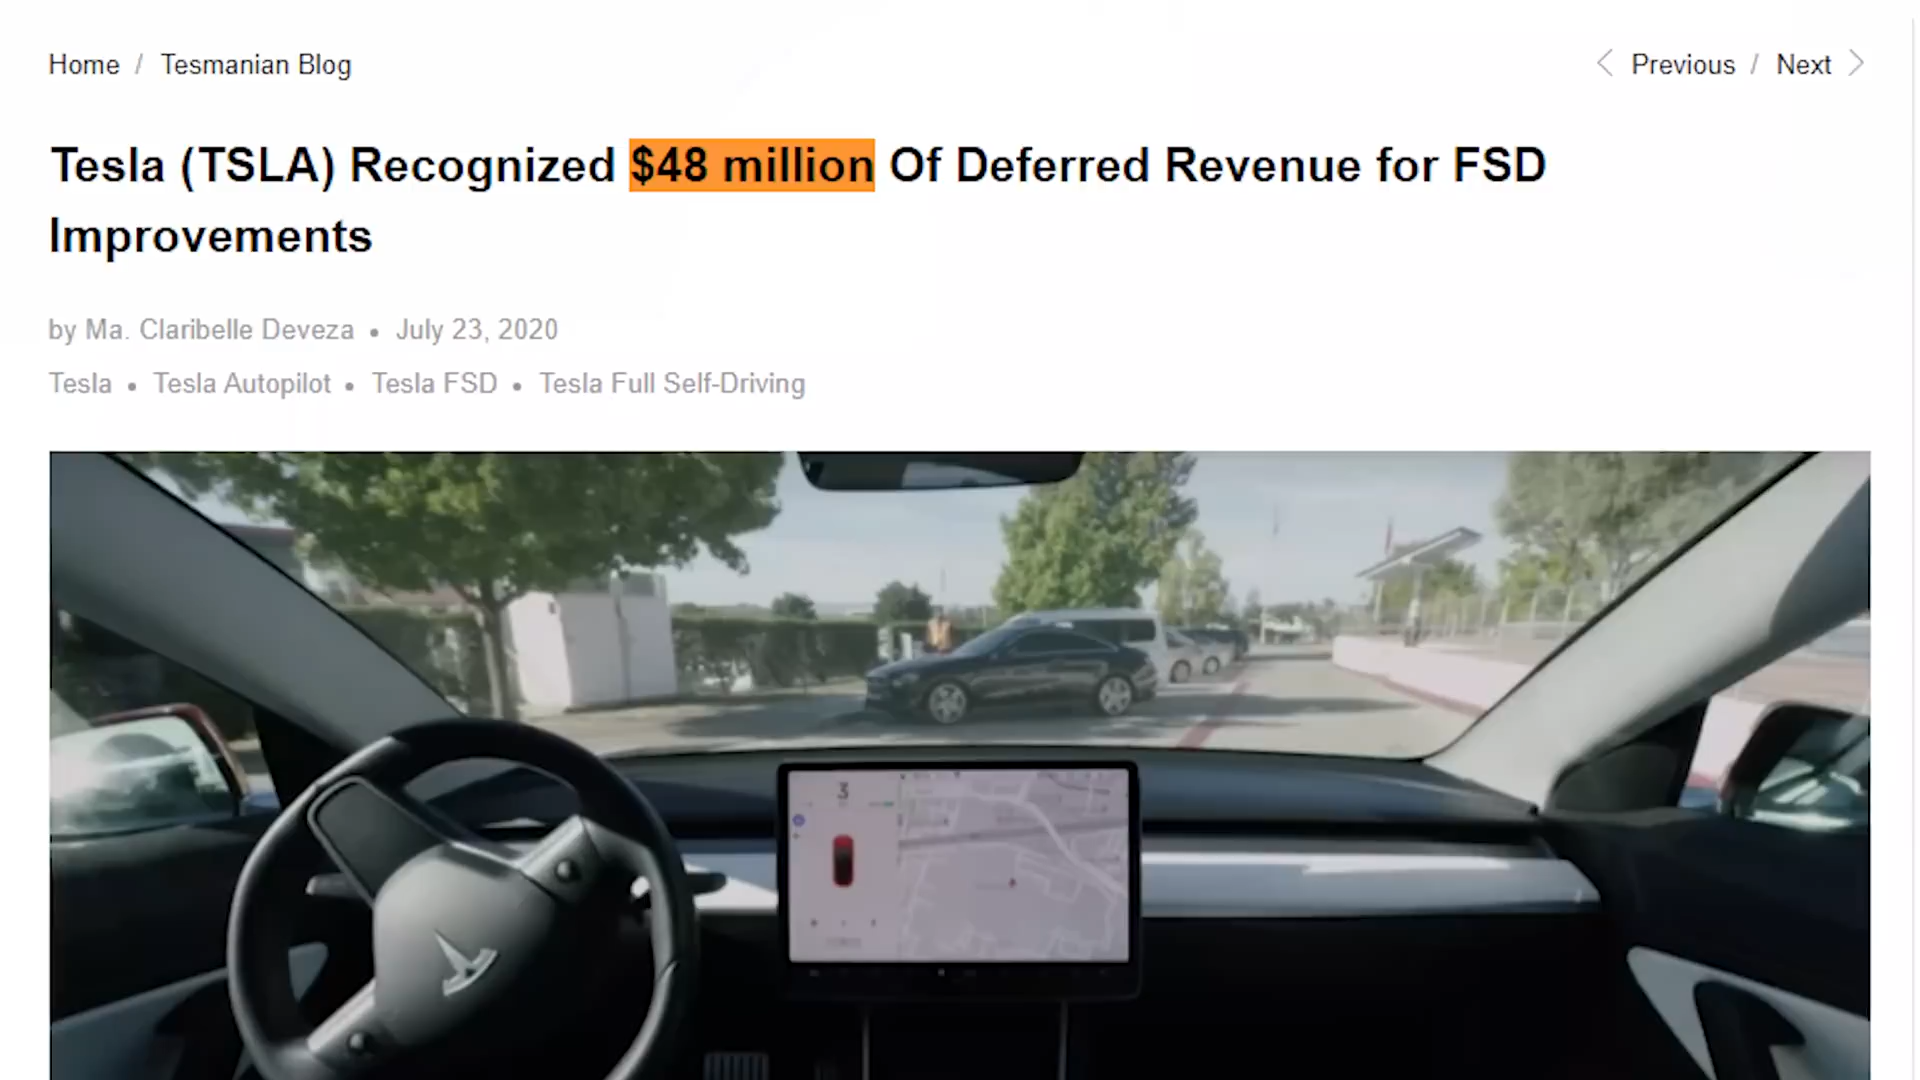 Home / Tesmanian Blog
Previous / Next
Tesla (TSLA) Recognized $48 million Of Deferred Revenue for FSD
Improvements
by Ma. Claribelle Deveza • July 23, 2020
Tesla • Tesla Autopilot • Tesla FSD • Tesla Full Self-Driving
3